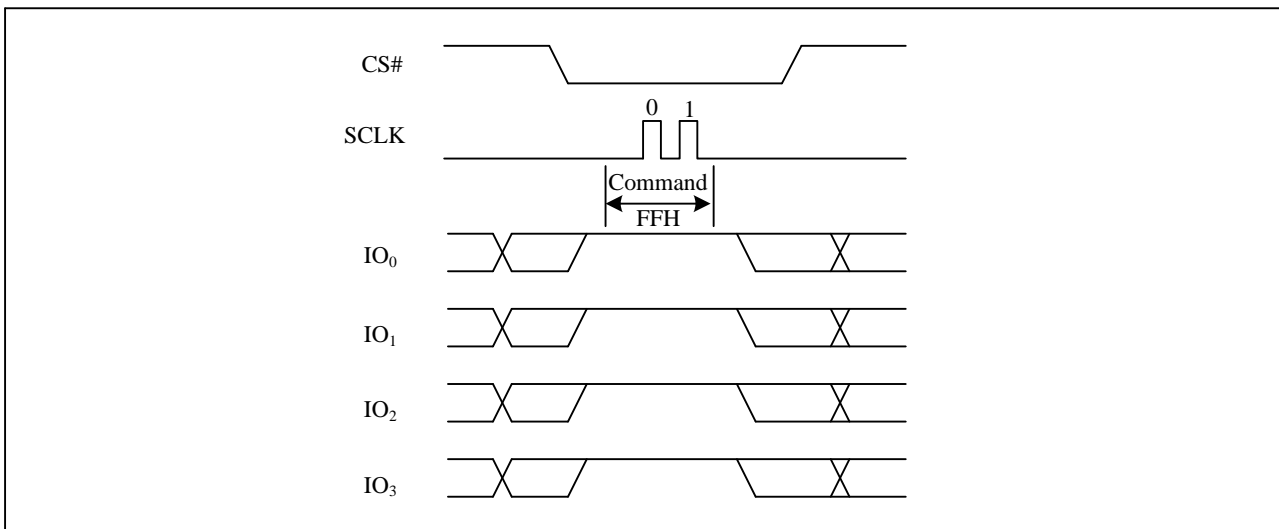 CS#
0 1
SCLK
Command
FFH
IO₀
IO₁
IO₂
IO₃